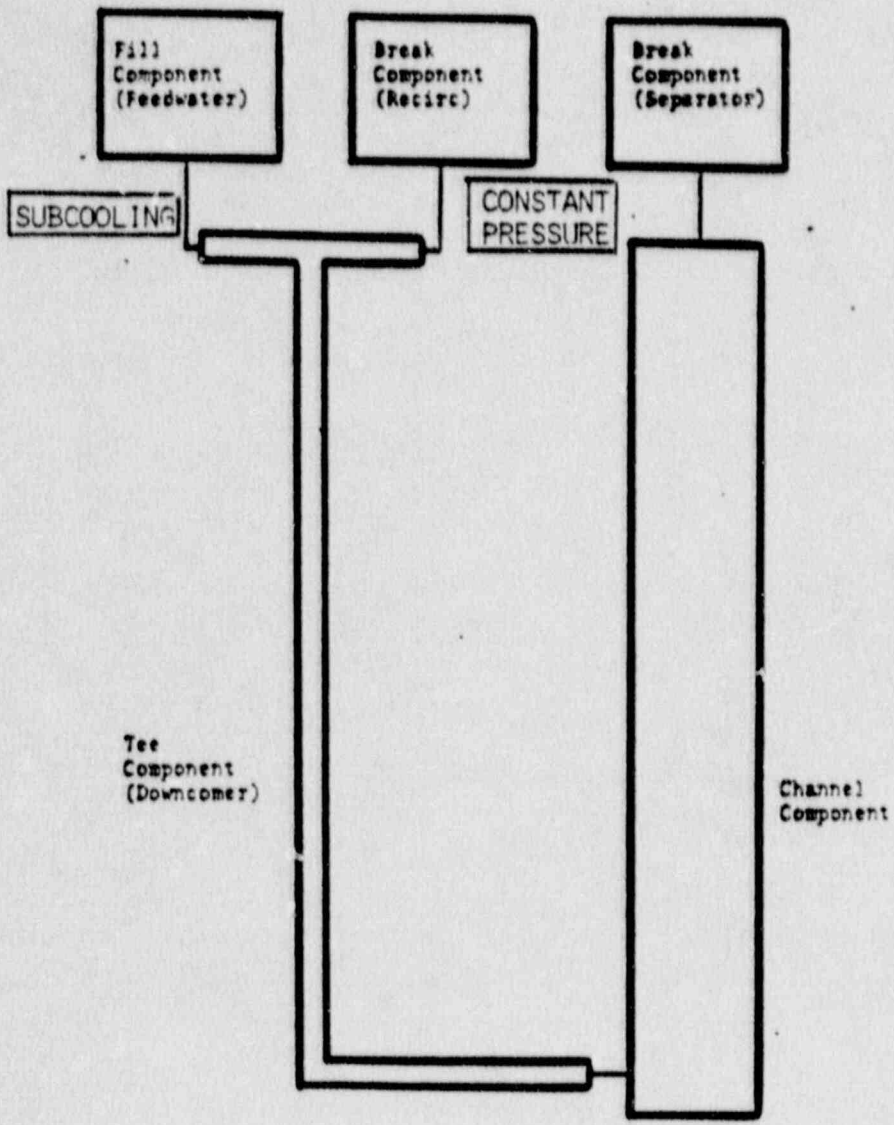 Fill
Component
(Feedwater)
Break
Component
(Recirc)
Break
Component
(Separator)
SUBCOOLING
CONSTANT
PRESSURE
Tee
Component
(Downcomer)
Channel
Component